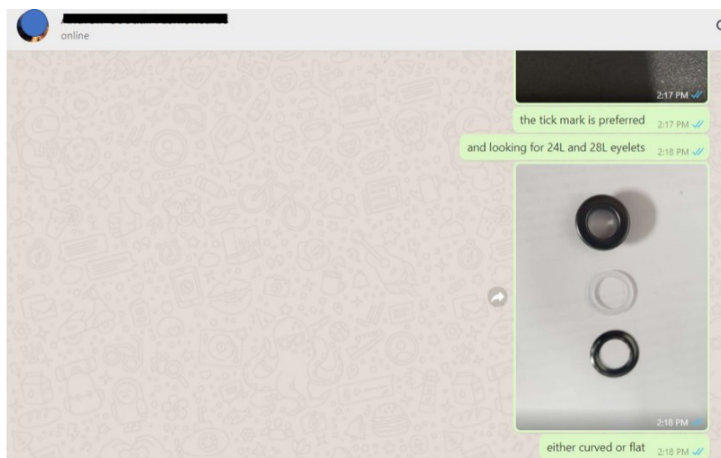 online
2:17 PM
the tick mark is preferred 2:17 PM
and looking for 24L and 28L eyelets 2:18 PM
2:18 PM
either curved or flat 2:18 PM